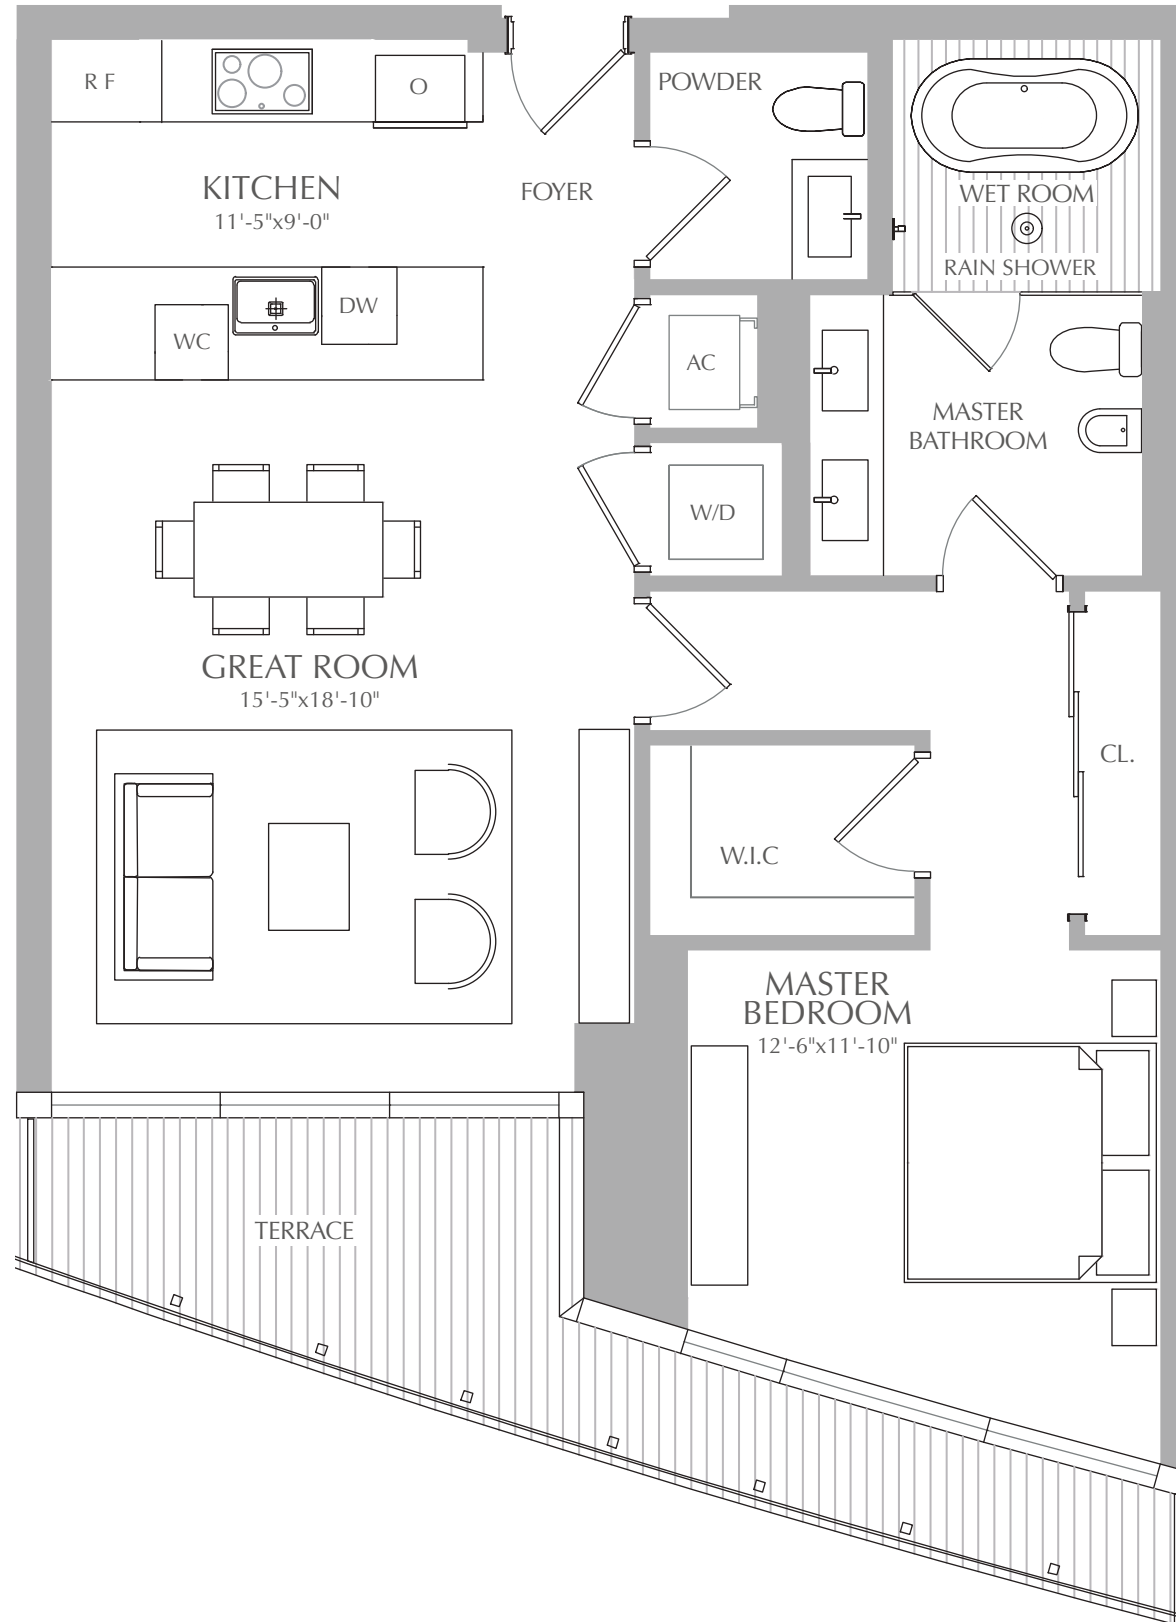 R F
O
POWDER
KITCHEN
11'-5"x9'-0"
FOYER
WET ROOM
RAIN SHOWER
WC
DW
AC
MASTER
BATHROOM
W/D
GREAT ROOM
15'-5"x18'-10"
CL.
W.I.C
MASTER
BEDROOM
12'-6"x11'-10"
TERRACE